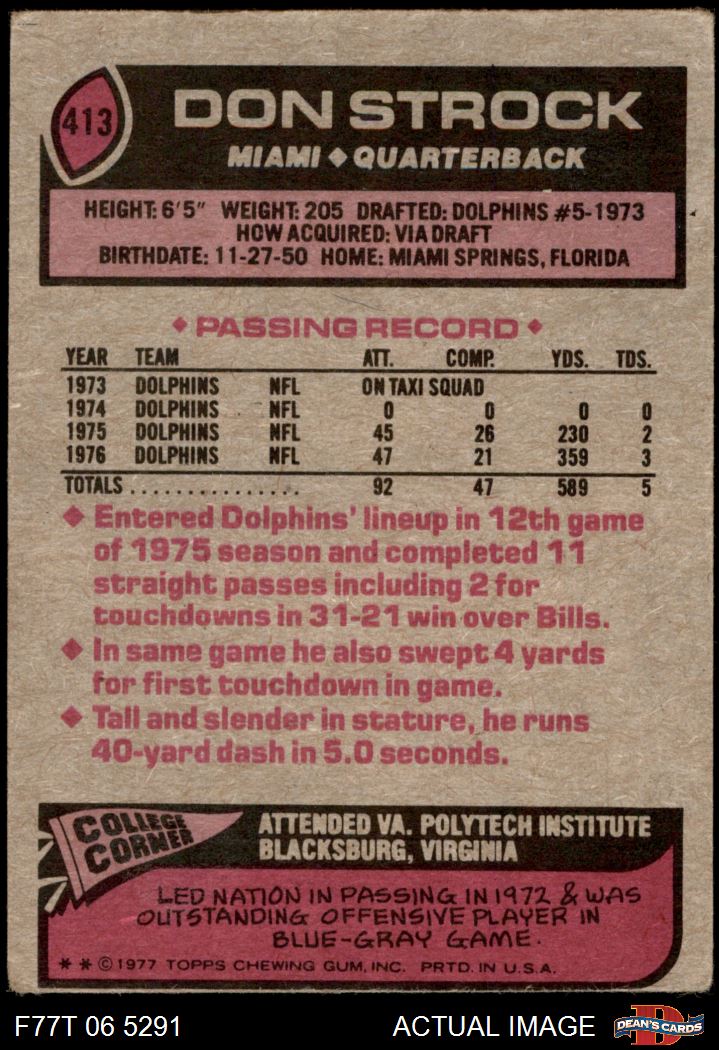 413
DON STROCK
MIAMI ◆ QUARTERBACK
HEIGHT: 6'5" WEIGHT: 205 DRAFTED: DOLPHINS #5-1973
HOW ACQUIRED: VIA DRAFT
BIRTHDATE: 11-27-50 HOME: MIAMI SPRINGS, FLORIDA
◆ PASSING RECORD ◆
YEAR TEAM ATT. COMP. YDS. TDS.
1973 DOLPHINS NFL ON TAXI SQUAD
1974 DOLPHINS NFL 0 0 0 0
1975 DOLPHINS NFL 45 26 230 2
1976 DOLPHINS NFL 47 21 359 3
TOTALS................ 92 47 589 5
◆ Entered Dolphins' lineup in 12th game
of 1975 season and completed 11
straight passes including 2 for
touchdowns in 31-21 win over Bills.
◆ In same game he also swept 4 yards
for first touchdown in game.
◆ Tall and slender in stature, he runs
40-yard dash in 5.0 seconds.
COLLEGE
CORNER
ATTENDED VA. POLYTECH INSTITUTE
BLACKSBURG, VIRGINIA
LED NATION IN PASSING IN 1972 & WAS
OUTSTANDING OFFENSIVE PLAYER IN
BLUE-GRAY GAME.
** © 1977 TOPPS CHEWING GUM, INC. PRTD. IN U.S.A.
F77T 06 5291 ACTUAL IMAGE
D
DEAN'S CARDS